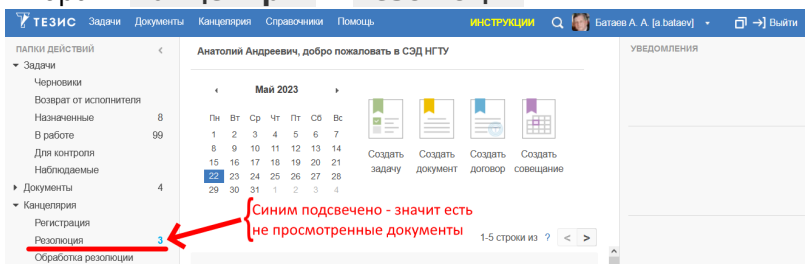 ТЕЗИС Задачи Документы Канцелярия Справочники Помощь ИНСТРУКЦИИ Батаев А. А. [a.bataev] Выйти
ПАПКИ ДЕЙСТВИЙ
Задачи
Черновики
Возврат от исполнителя
Назначенные 8
В работе 99
Для контроля
Наблюдаемые
Документы 4
Канцелярия
Регистрация
Резолюция 3
Обработка резолюции
Анатолий Андреевич, добро пожаловать в СЭД НГТУ
Май 2023
Пн Вт Ср Чт Пт Сб Вс
1 2 3 4 5 6 7
8 9 10 11 12 13 14
15 16 17 18 19 20 21
22 23 24 25 26 27 28
29 30 31 1 2 3 4
Создать задачу
Создать документ
Создать договор
Создать совещание
Синим подсвечено - значит есть
не просмотренные документы
1-5 строки из ? < >
УВЕДОМЛЕНИЯ